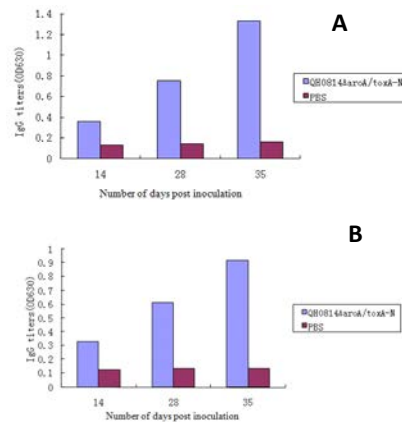 A
IgG titers(OD630)
1.4
1.2
1
0.8
0.6
0.4
0.2
0
14 28 35
Number of days post inoculation
QH0814ΔaroA/toxA-N
PBS
B
IgG titers(OD630)
1
0.9
0.8
0.7
0.6
0.5
0.4
0.3
0.2
0.1
0
14 28 35
Number of days post inoculation
QH0814ΔaroA/toxA-N
PBS